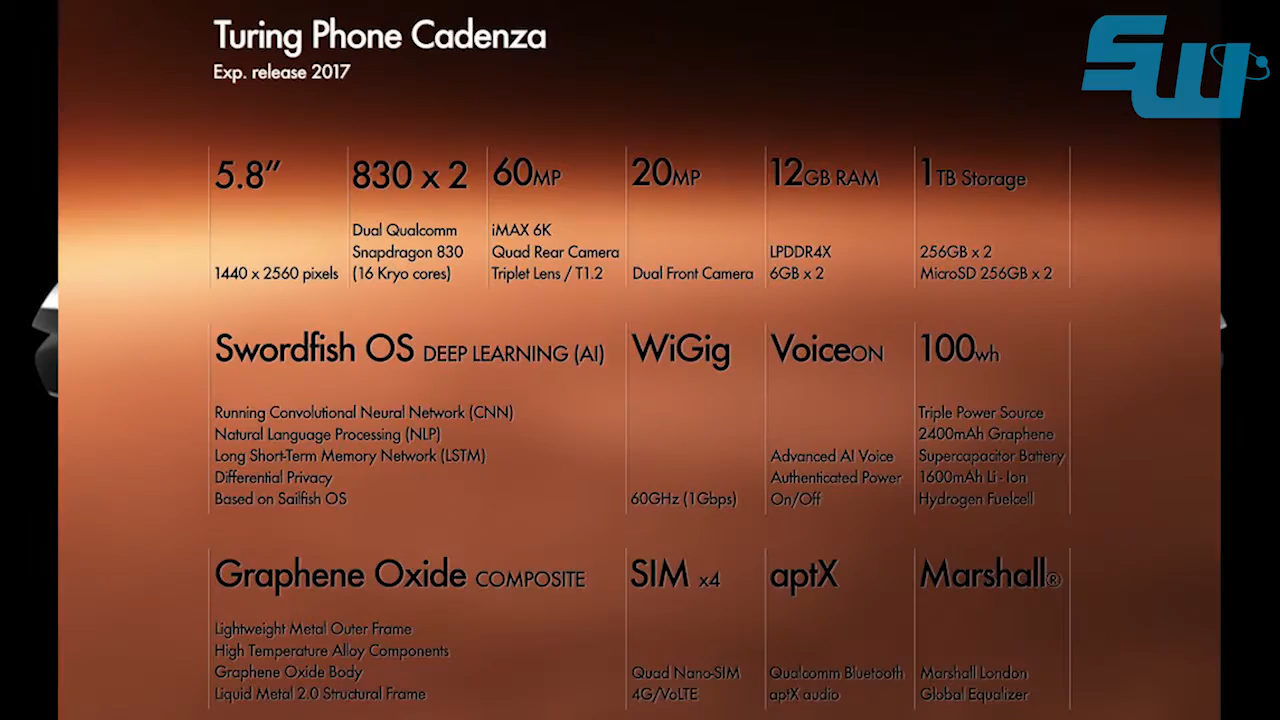 Turing Phone Cadenza
Exp. release 2017
SW
5.8”
1440 x 2560 pixels
830 x 2
Dual Qualcomm
Snapdragon 830
(16 Kryo cores)
60MP
iMAX 6K
Quad Rear Camera
Triplet Lens / T1.2
20MP
Dual Front Camera
12GB RAM
LPDDR4X
6GB x 2
1TB Storage
256GB x 2
MicroSD 256GB x 2
Swordfish OS DEEP LEARNING (AI)
Running Convolutional Neural Network (CNN)
Natural Language Processing (NLP)
Long Short-Term Memory Network (LSTM)
Differential Privacy
Based on Sailfish OS
WiGig
60GHz (1Gbps)
VoiceON
Advanced AI Voice
Authenticated Power
On/Off
100wh
Triple Power Source
2400mAh Graphene
Supercapacitor Battery
1600mAh Li-Ion
Hydrogen Fuelcell
Graphene Oxide COMPOSITE
Lightweight Metal Outer Frame
High Temperature Alloy Components
Graphene Oxide Body
Liquid Metal 2.0 Structural Frame
SIM x4
Quad Nano-SIM
4G/VoLTE
aptX
Qualcomm Bluetooth
aptX audio
Marshall®
Marshall London
Global Equalizer